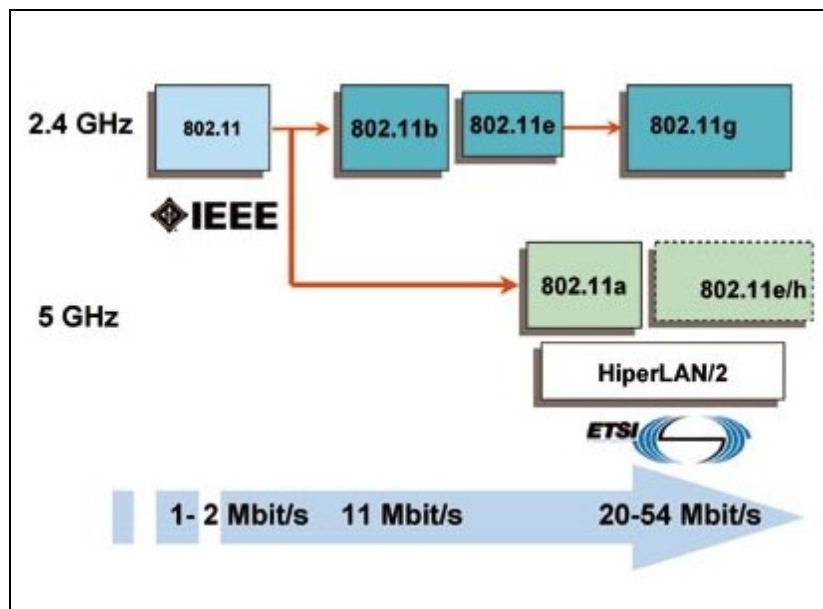 2.4 GHz
802.11
802.11b
802.11e
802.11g
IEEE
5 GHz
802.11a
802.11e/h
HiperLAN/2
ETSI
1- 2 Mbit/s
11 Mbit/s
20-54 Mbit/s